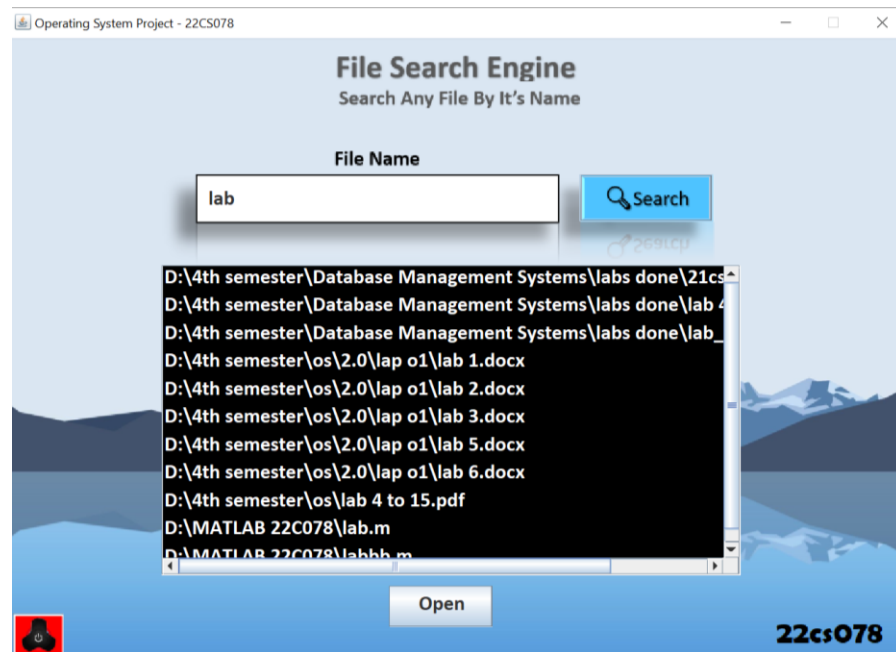 Operating System Project - 22CS078
File Search Engine
Search Any File By It's Name
File Name
lab
Search
D:\4th semester\Database Management Systems\labs done\21cs
D:\4th semester\Database Management Systems\labs done\lab 4
D:\4th semester\Database Management Systems\labs done\lab_
D:\4th semester\os\2.0\lap o1\lab 1.docx
D:\4th semester\os\2.0\lap o1\lab 2.docx
D:\4th semester\os\2.0\lap o1\lab 3.docx
D:\4th semester\os\2.0\lap o1\lab 5.docx
D:\4th semester\os\2.0\lap o1\lab 6.docx
D:\4th semester\os\lab 4 to 15.pdf
D:\MATLAB 22C078\lab.m
D:\MATLAB 22C078\labbb.m
Open
22cs078